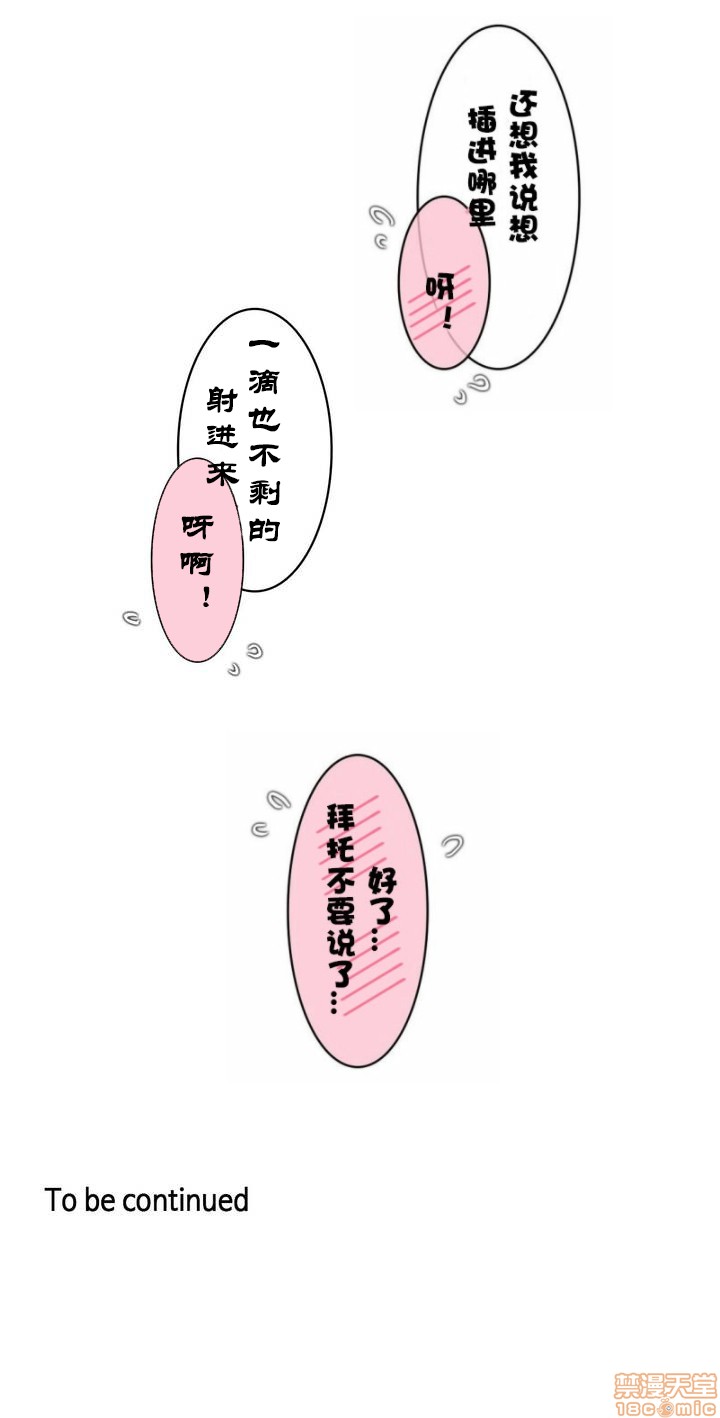 还想我说想
插进哪里
呀！
一滴也不剩的
射进来
呀啊！
好了…
拜托不要说了…
To be continued
禁漫天堂
18comic